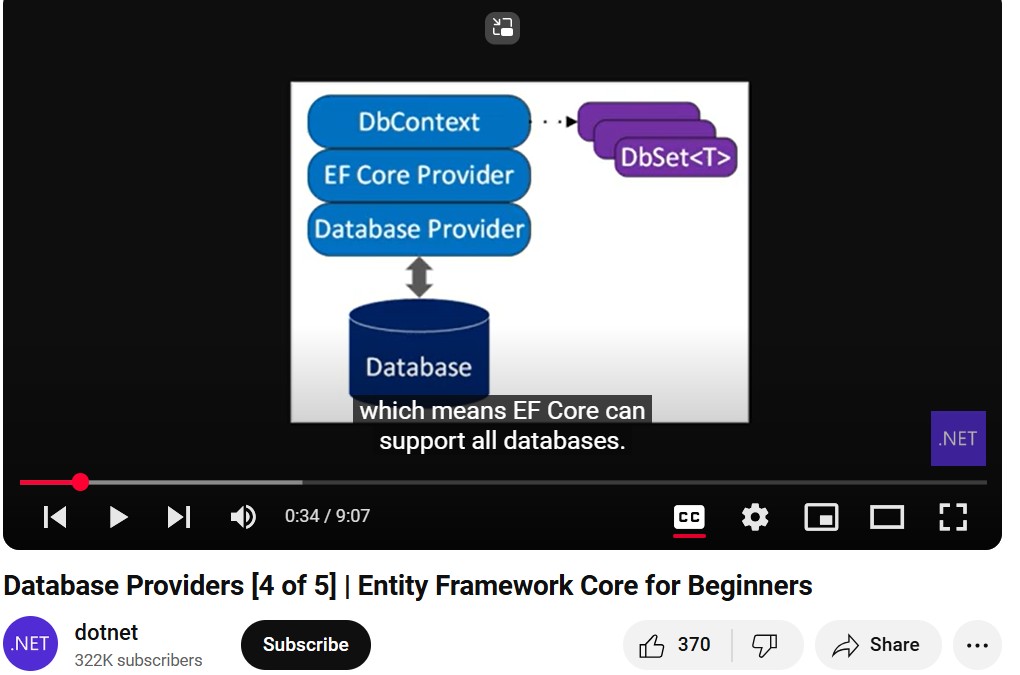 DbContext
DbSet<T>
EF Core Provider
Database Provider
Database
which means EF Core can
support all databases.
.NET
0:34 / 9:07
CC
Database Providers [4 of 5] | Entity Framework Core for Beginners
.NET
dotnet
322K subscribers
Subscribe
370
Share